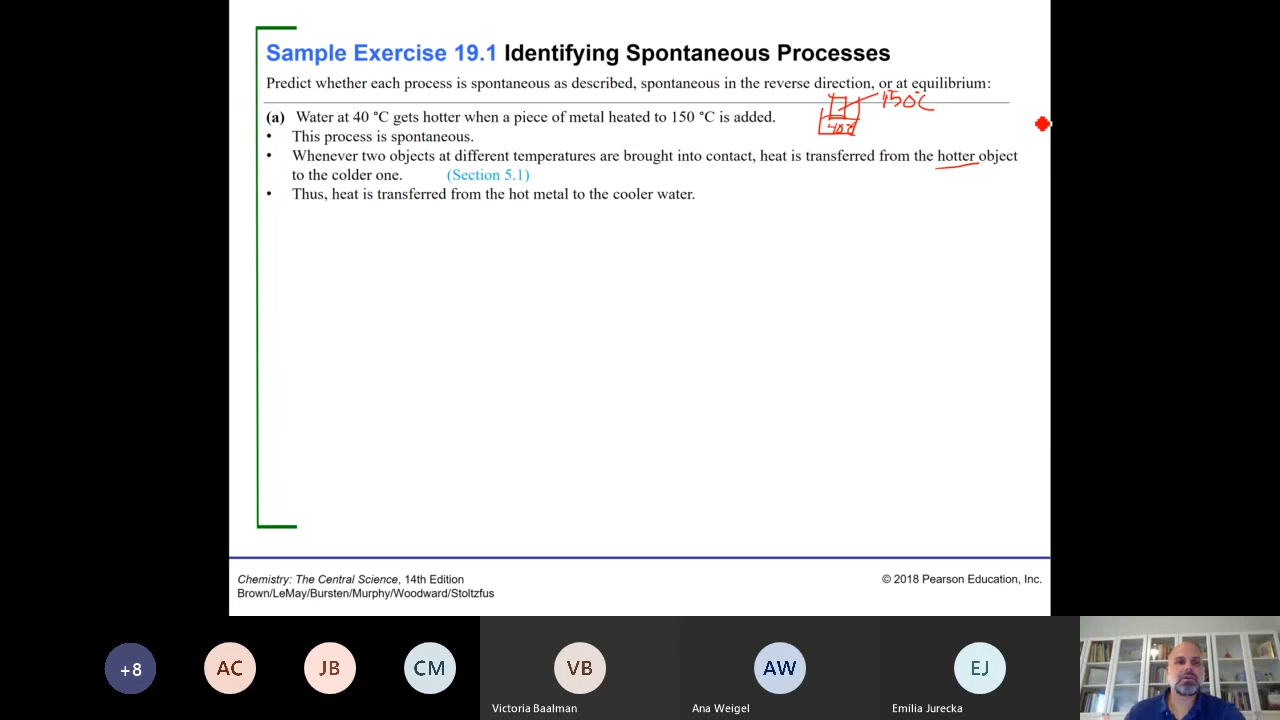 Sample Exercise 19.1 Identifying Spontaneous Processes
Predict whether each process is spontaneous as described, spontaneous in the reverse direction, or at equilibrium:
150°C
(a) Water at 40 °C gets hotter when a piece of metal heated to 150 °C is added.
40°C
• This process is spontaneous.
• Whenever two objects at different temperatures are brought into contact, heat is transferred from the hotter object
to the colder one. (Section 5.1)
• Thus, heat is transferred from the hot metal to the cooler water.
Chemistry: The Central Science, 14th Edition
Brown/LeMay/Bursten/Murphy/Woodward/Stoltzfus
© 2018 Pearson Education, Inc.
+8
AC
JB
CM
VB
AW
EJ
Victoria Baalman
Ana Weigel
Emilia Jurecka